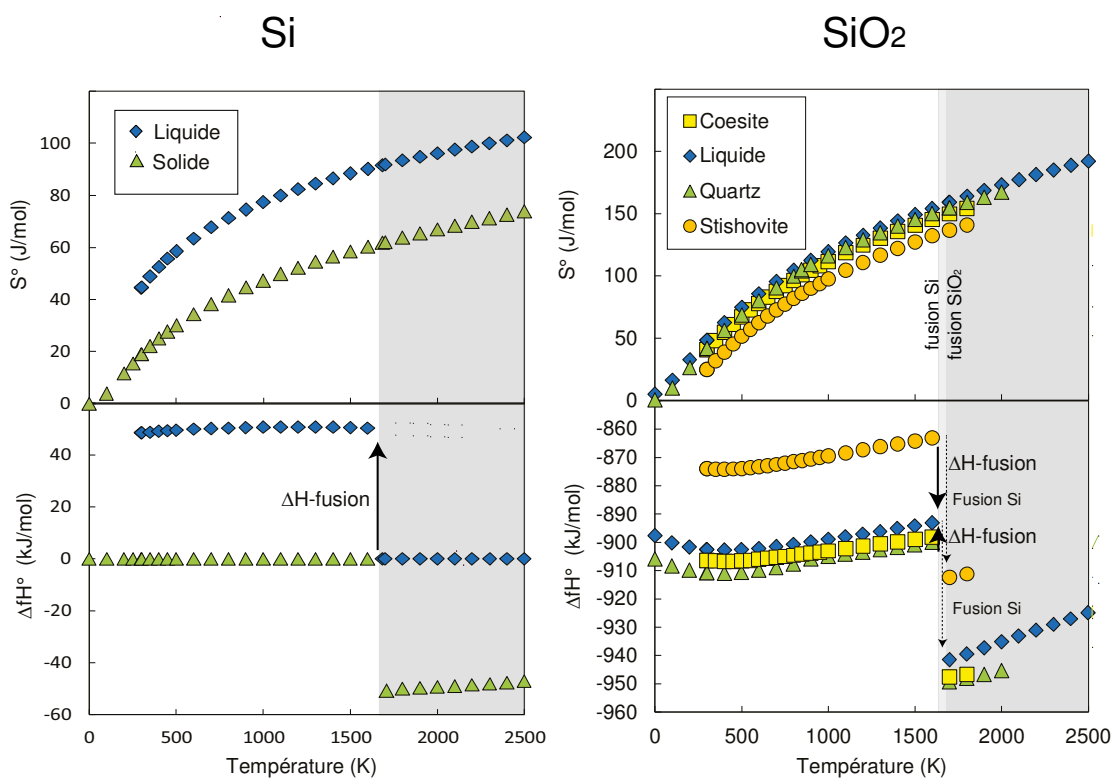 Si
SiO2
Liquide
Solide
Coesite
Liquide
Quartz
Stishovite
S° (J/mol)
100
80
60
40
20
0
S° (J/mol)
200
150
100
50
0
fusion Si
fusion SiO₂
ΔfH° (kJ/mol)
40
20
0
-20
-40
-60
ΔH-fusion
ΔfH° (kJ/mol)
-860
-870
-880
-890
-900
-910
-920
-930
-940
-950
-960
ΔH-fusion
Fusion Si
ΔH-fusion
Fusion Si
0 500 1000 1500 2000 2500
Température (K)
0 500 1000 1500 2000 2500
Température (K)